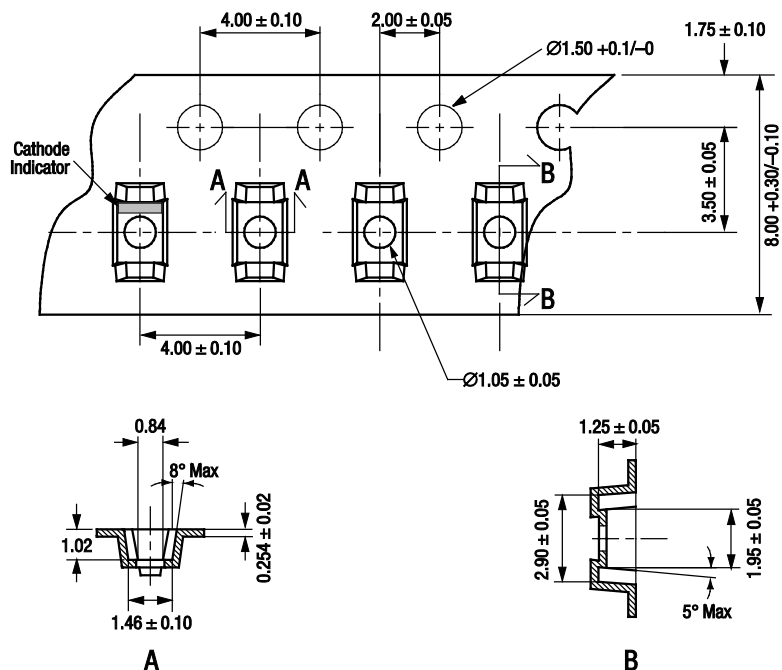 4.00 ± 0.10
2.00 ± 0.05
Ø1.50 +0.1/–0
1.75 ± 0.10
Cathode
Indicator
A
A
B
3.50 ± 0.05
8.00 +0.30/–0.10
B
4.00 ± 0.10
Ø1.05 ± 0.05
0.84
8° Max
1.02
0.254 ± 0.02
1.46 ± 0.10
A
1.25 ± 0.05
2.90 ± 0.05
1.95 ± 0.05
5° Max
B